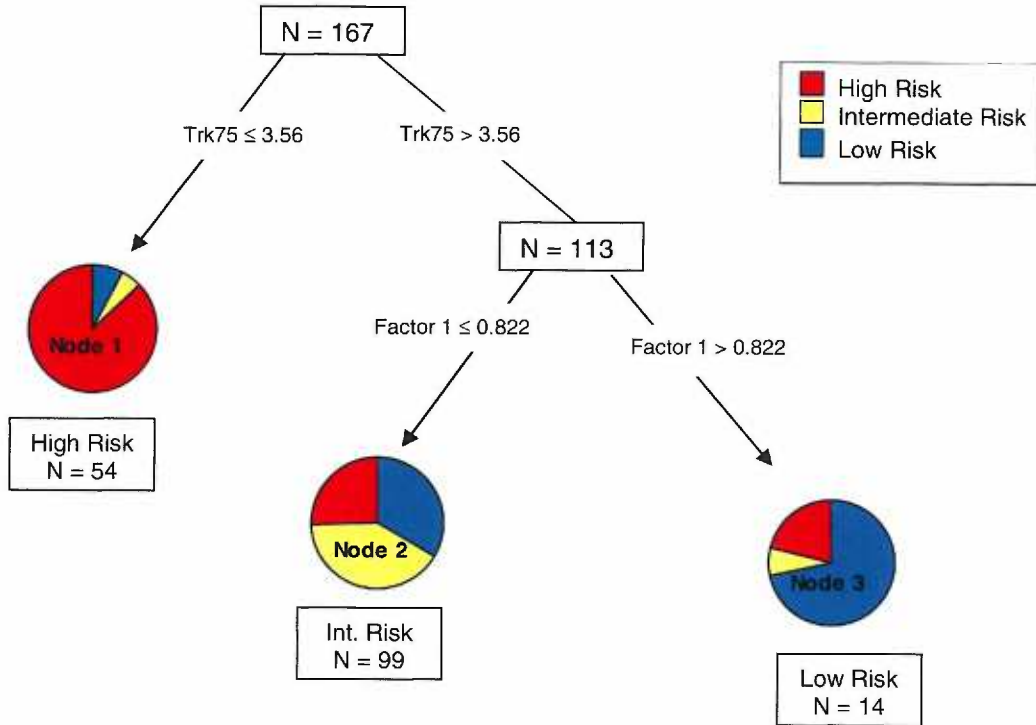 N = 167
High Risk
Intermediate Risk
Low Risk
Trk75 ≤ 3.56
Trk75 > 3.56
N = 113
Node 1
Factor 1 ≤ 0.822
Factor 1 > 0.822
High Risk
N = 54
Node 2
Node 3
Int. Risk
N = 99
Low Risk
N = 14